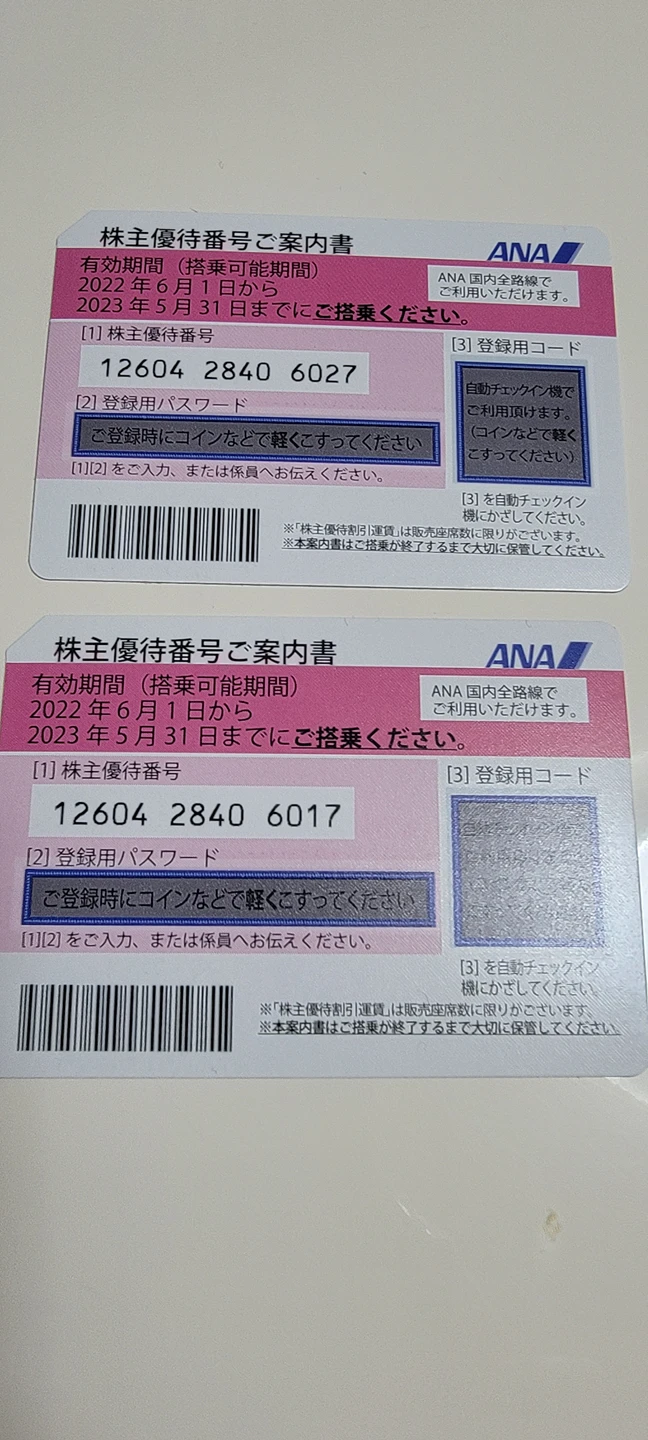 株主優待番号ご案内書
ANA
有効期間（搭乗可能期間）
2022年6月1日から
2023年5月31日までにご搭乗ください。
ANA国内全路線で
ご利用いただけます。
[1] 株主優待番号
12604 2840 6027
[2] 登録用パスワード
ご登録時にコインなどで軽くこすってください
[1][2] をご入力、または係員へお伝えください。
[3] 登録用コード
自動チェックイン機で
ご利用頂けます。
(コインなどで軽く
こすってください)
[3] を自動チェックイン
機にかざしてください。
※「株主優待割引運賃」は販売座席数に限りがございます。
※本案内書はご搭乗が終了するまで大切に保管してください。
株主優待番号ご案内書
ANA
有効期間（搭乗可能期間）
2022年6月1日から
2023年5月31日までにご搭乗ください。
ANA国内全路線で
ご利用いただけます。
[1] 株主優待番号
12604 2840 6017
[2] 登録用パスワード
ご登録時にコインなどで軽くこすってください
[1][2] をご入力、または係員へお伝えください。
[3] 登録用コード
[3] を自動チェックイン
機にかざしてください。
※「株主優待割引運賃」は販売座席数に限りがございます。
※本案内書はご搭乗が終了するまで大切に保管してください。